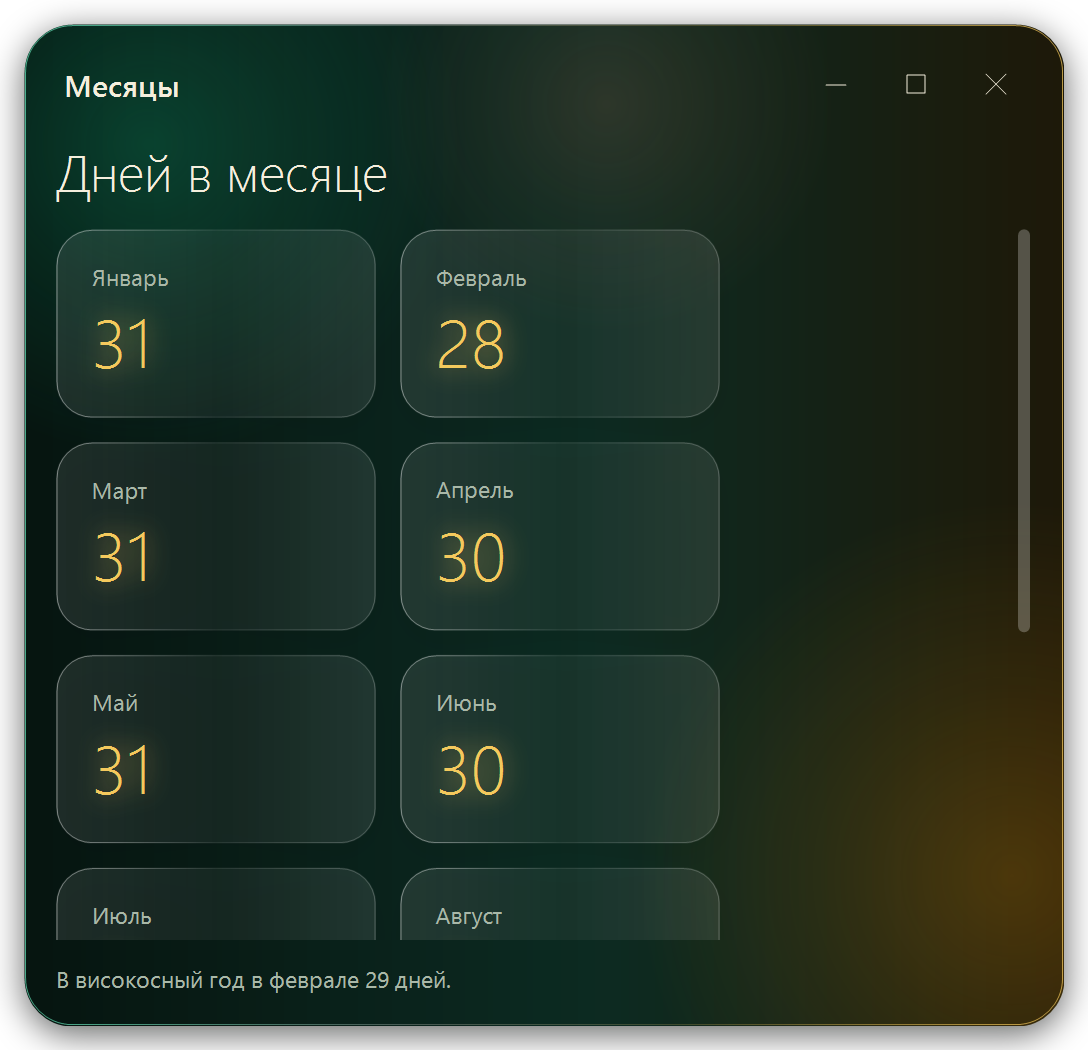 Месяцы
Дней в месяце
Январь
31
Февраль
28
Март
31
Апрель
30
Май
31
Июнь
30
Июль
Август
В високосный год в феврале 29 дней.